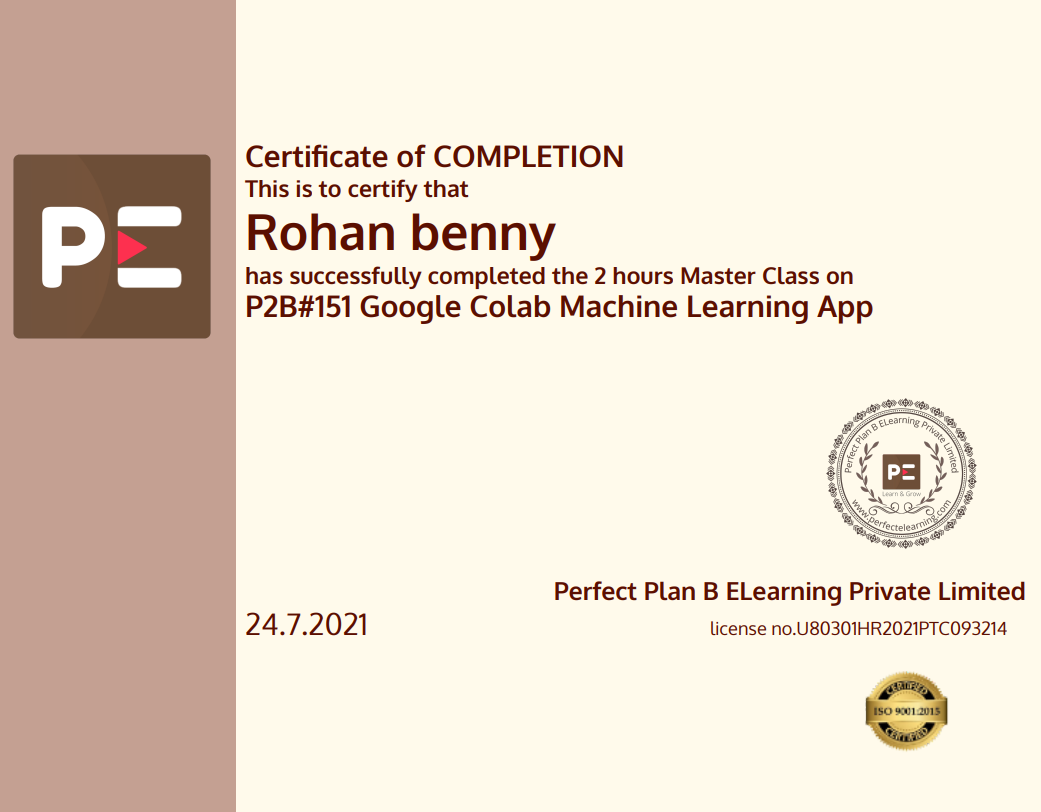 PE
Certificate of COMPLETION
This is to certify that
Rohan benny
has successfully completed the 2 hours Master Class on
P2B#151 Google Colab Machine Learning App
Perfect Plan B ELearning Private Limited
PE
Learn & Grow
www.perfectelearning.com
Perfect Plan B ELearning Private Limited
24.7.2021
license no.U80301HR2021PTC093214
CERTIFIED
ISO 9001:2015
CERTIFIED